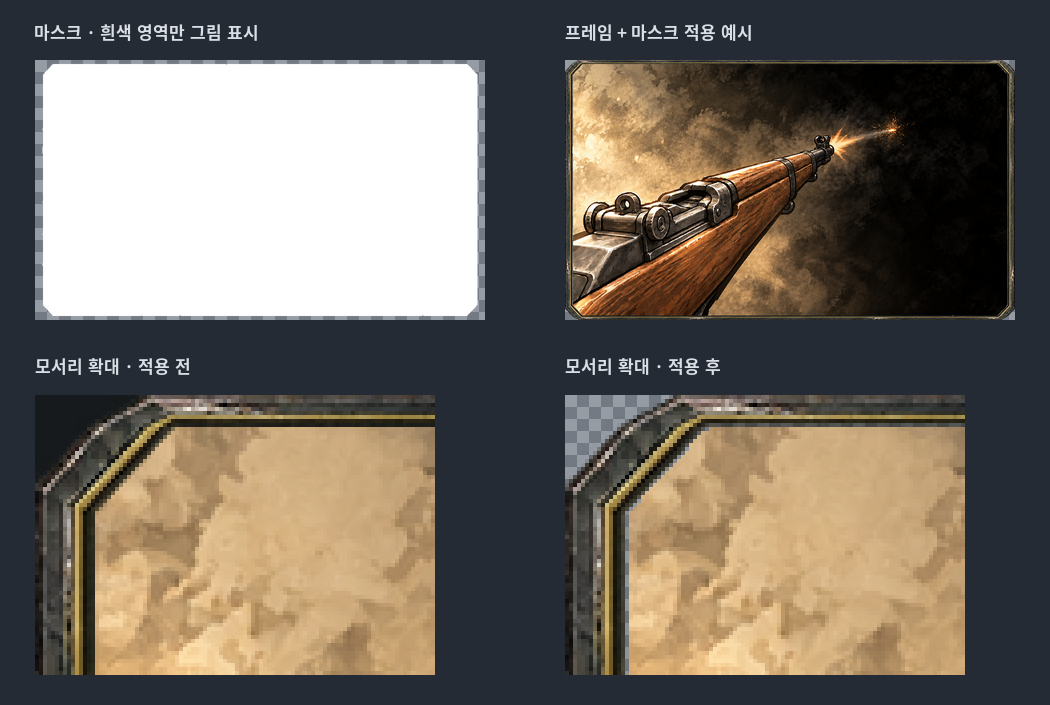 마스크 · 흰색 영역만 그림 표시
프레임 + 마스크 적용 예시
모서리 확대 · 적용 전
모서리 확대 · 적용 후